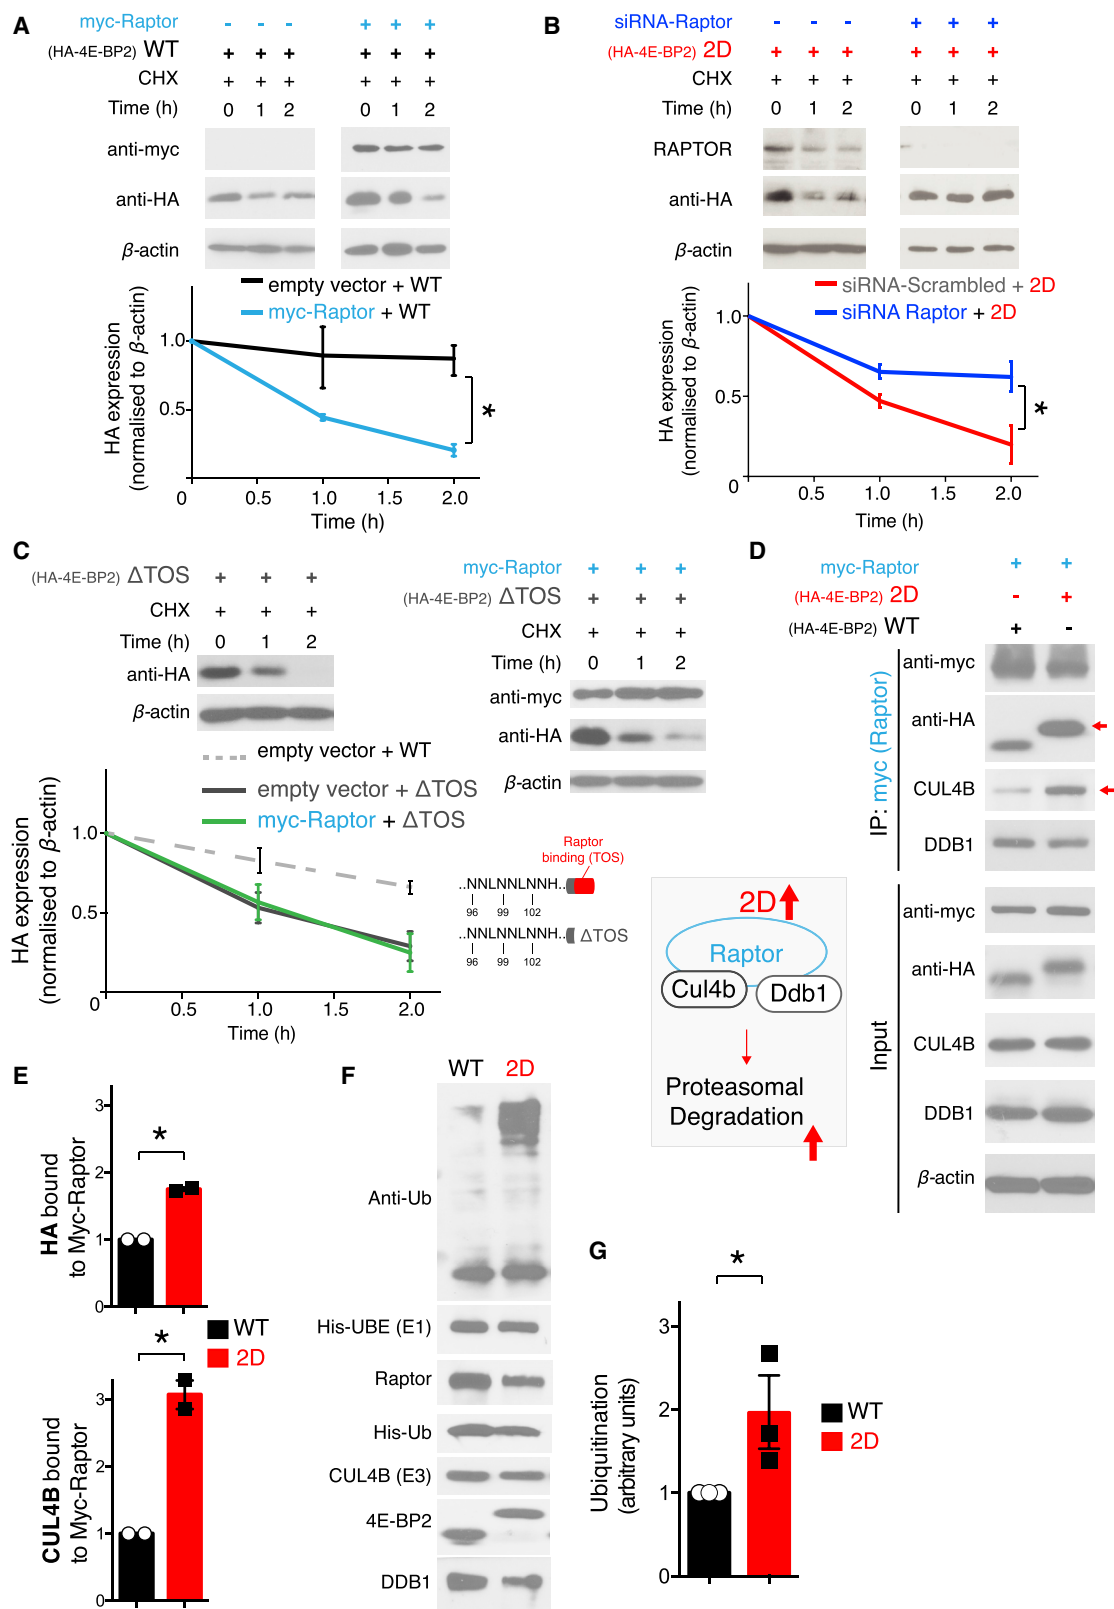 A
myc-Raptor - - - + + +
(HA-4E-BP2) WT + + + + + +
CHX + + + + + +
Time (h) 0 1 2 0 1 2
anti-myc
anti-HA
β-actin
empty vector + WT
myc-Raptor + WT
HA expression
(normalised to β-actin)
1.0
0.5
0 0.5 1.0 1.5 2.0
Time (h)
*
B
siRNA-Raptor - - - + + +
(HA-4E-BP2) 2D + + + + + +
CHX + + + + + +
Time (h) 0 1 2 0 1 2
RAPTOR
anti-HA
β-actin
siRNA-Scrambled + 2D
siRNA Raptor + 2D
HA expression
(normalised to β-actin)
1.0
0.5
0
0.5 1.0 1.5 2.0
Time (h)
*
C
(HA-4E-BP2) ΔTOS + + +
CHX + + +
Time (h) 0 1 2
anti-HA
β-actin
myc-Raptor + + +
(HA-4E-BP2) ΔTOS + + +
CHX + + +
Time (h) 0 1 2
anti-myc
anti-HA
β-actin
empty vector + WT
empty vector + ΔTOS
myc-Raptor + ΔTOS
HA expression
(normalised to β-actin)
1.0
0.5
0
0.5 1.0 1.5 2.0
Time (h)
Raptor
binding (TOS)
..NNLNNLNNH..
96 99 102
..NNLNNLNNH.. ΔTOS
96 99 102
2D
Raptor
Cul4b Ddb1
Proteasomal
Degradation
D
myc-Raptor + +
(HA-4E-BP2) 2D - +
(HA-4E-BP2) WT + -
IP: myc (Raptor)
anti-myc
anti-HA
CUL4B
DDB1
Input
anti-myc
anti-HA
CUL4B
DDB1
β-actin
E
HA bound
to Myc-Raptor
3
2
1
0
*
WT
2D
CUL4B bound
to Myc-Raptor
3
2
1
0
*
F
WT 2D
Anti-Ub
His-UBE (E1)
Raptor
His-Ub
CUL4B (E3)
4E-BP2
DDB1
G
Ubiquitination
(arbitrary units)
3
2
1
0
*
WT
2D